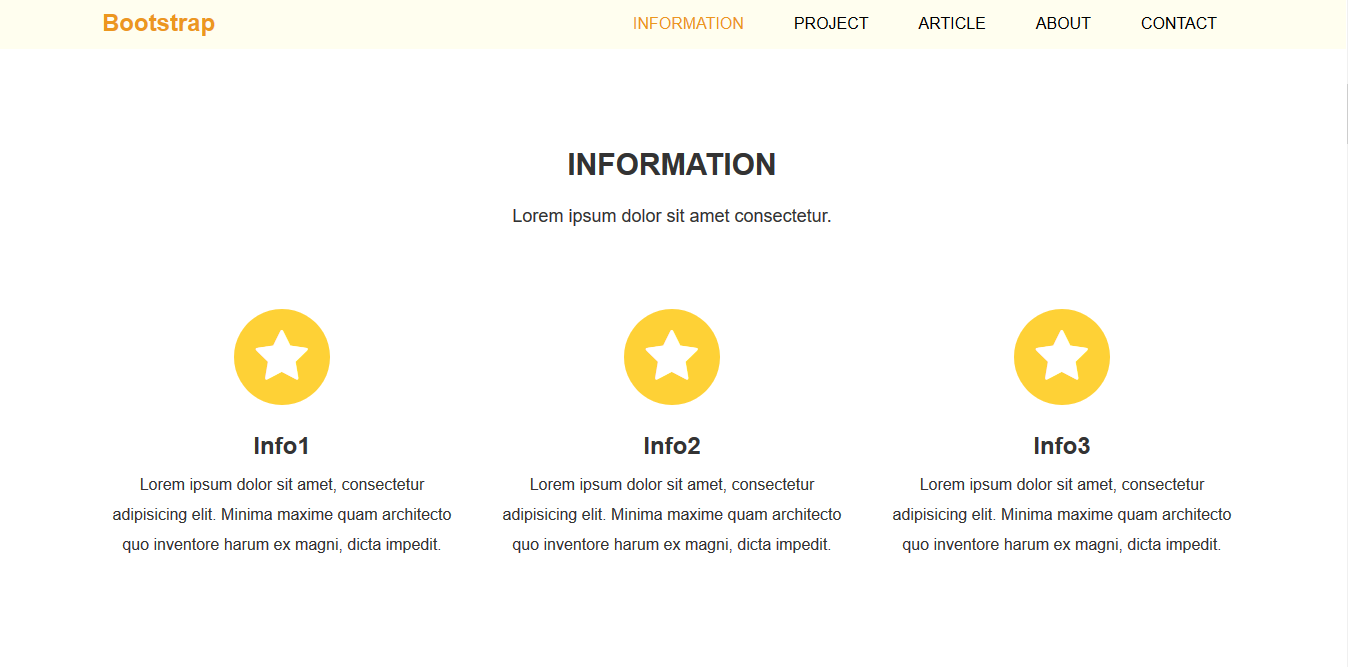 Bootstrap
INFORMATION
PROJECT
ARTICLE
ABOUT
CONTACT
INFORMATION
Lorem ipsum dolor sit amet consectetur.
Info1
Lorem ipsum dolor sit amet, consectetur
adipisicing elit. Minima maxime quam architecto
quo inventore harum ex magni, dicta impedit.
Info2
Lorem ipsum dolor sit amet, consectetur
adipisicing elit. Minima maxime quam architecto
quo inventore harum ex magni, dicta impedit.
Info3
Lorem ipsum dolor sit amet, consectetur
adipisicing elit. Minima maxime quam architecto
quo inventore harum ex magni, dicta impedit.